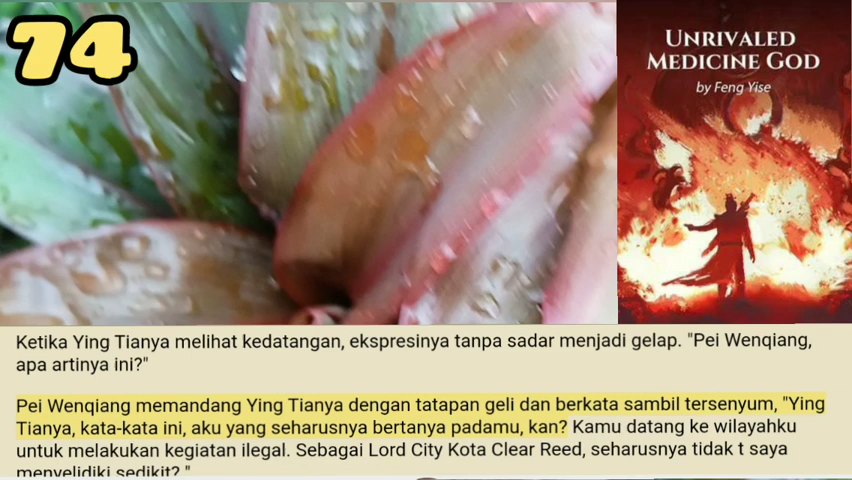 74
UNRIVALED
MEDICINE GOD
by Feng Yise
Ketika Ying Tianya melihat kedatangan, ekspresinya tanpa sadar menjadi gelap. "Pei Wenqiang,
apa artinya ini?"
Pei Wenqiang memandang Ying Tianya dengan tatapan geli dan berkata sambil tersenyum, "Ying
Tianya, kata-kata ini, aku yang seharusnya bertanya padamu, kan? Kamu datang ke wilayahku
untuk melakukan kegiatan ilegal. Sebagai Lord City Kota Clear Reed, seharusnya tidak t saya
menyelidiki sedikit? "